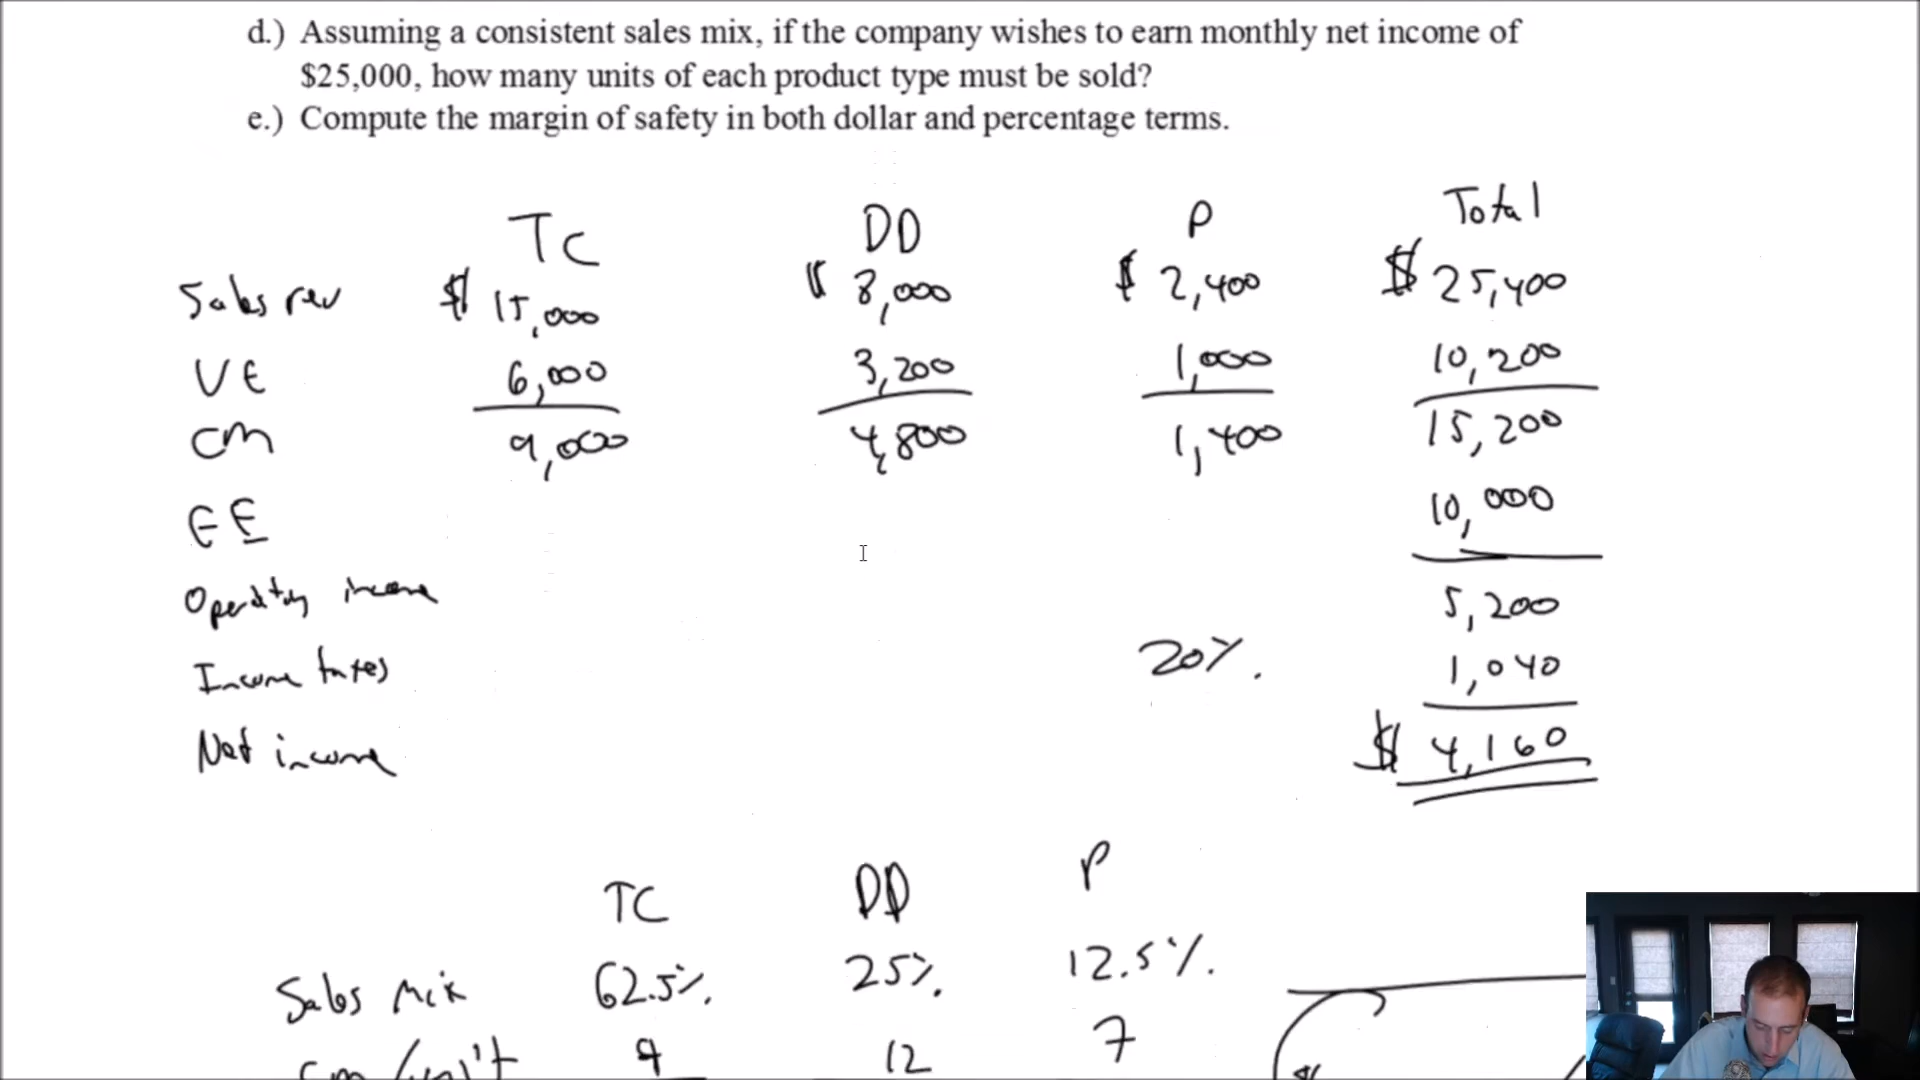 d.) Assuming a consistent sales mix, if the company wishes to earn monthly net income of
$25,000, how many units of each product type must be sold?
e.) Compute the margin of safety in both dollar and percentage terms.
TC DD P Total
Sales rev $ 15,000 $ 8,000 $ 2,400 $ 25,400
VE 6,000 3,200 1,000 10,200
CM 9,000 4,800 1,400 15,200
FE 10,000
Operating income 5,200
Income taxes 20%. 1,040
Net income $ 4,160
TC DD P
Sales mix 62.5%. 25%. 12.5%.
CM/unit 9 12 7